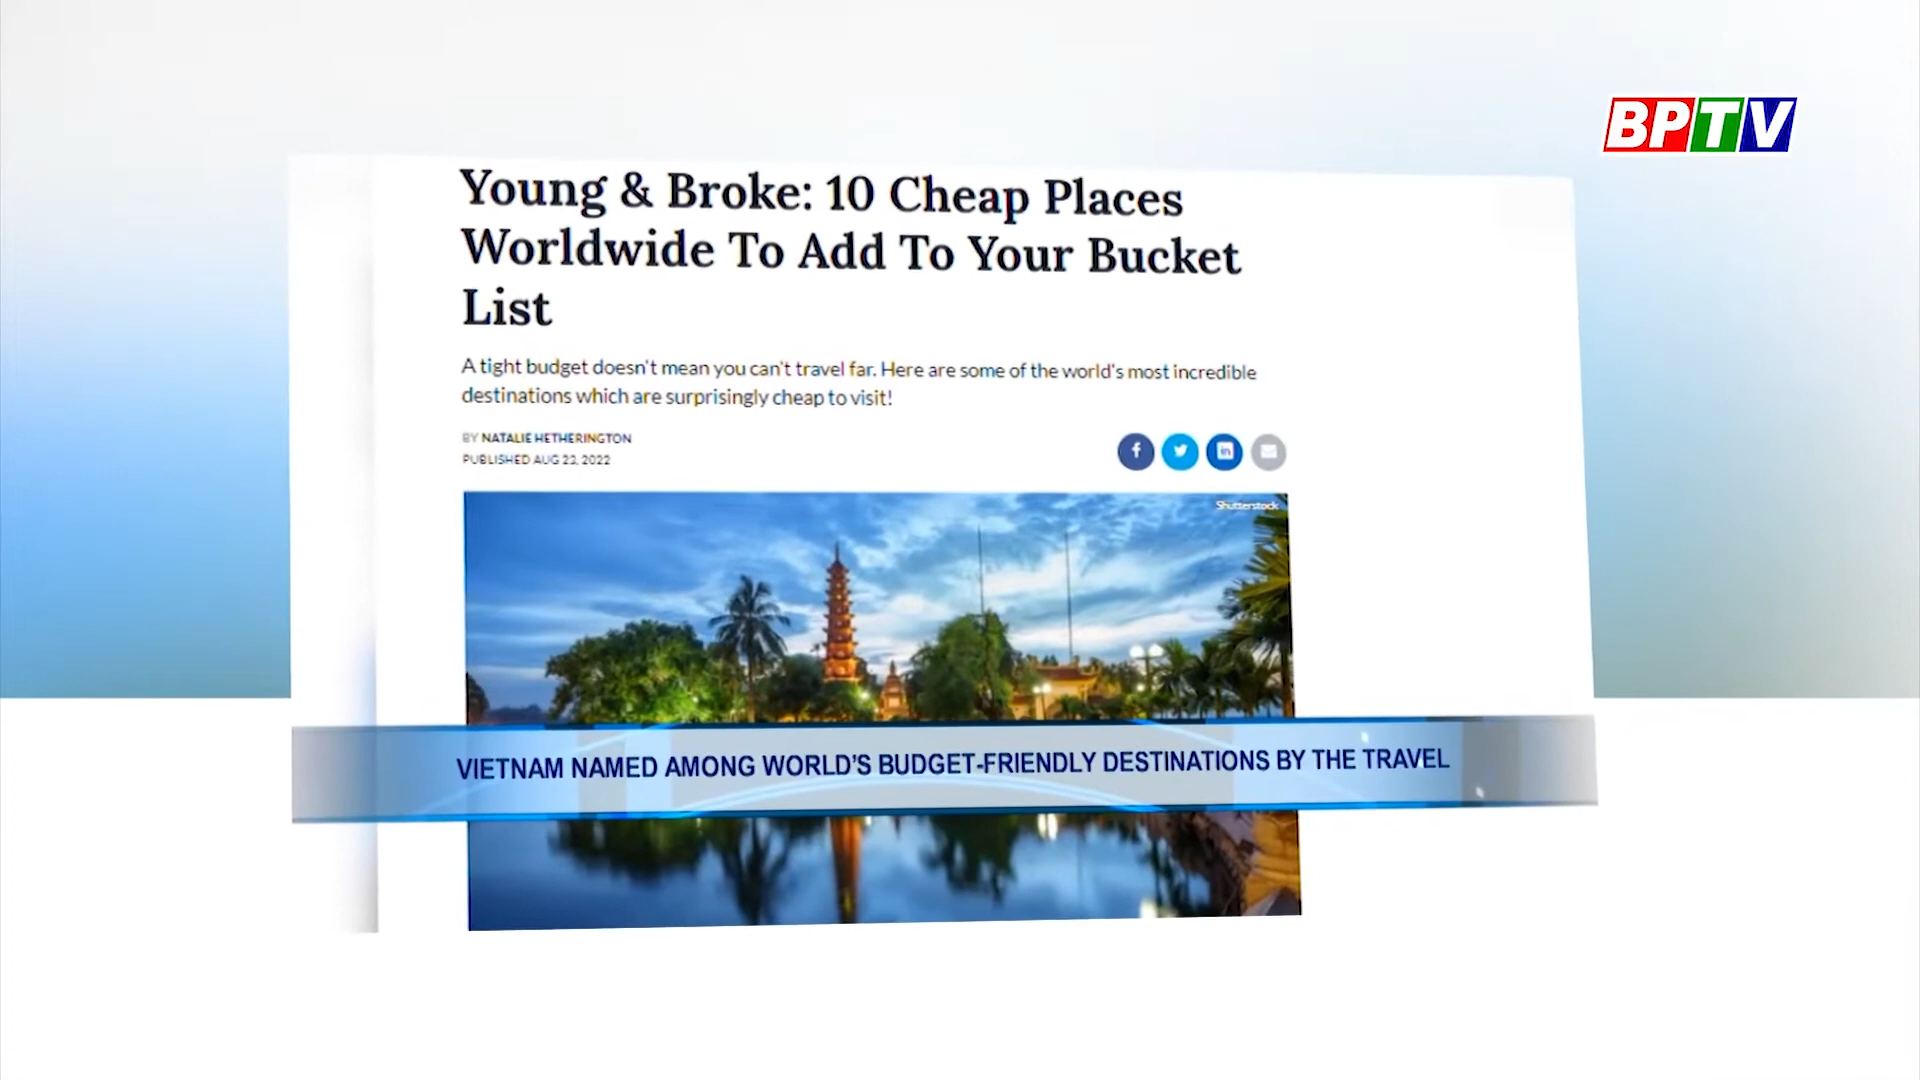 BPTV
Young & Broke: 10 Cheap Places
Worldwide To Add To Your Bucket
List
A tight budget doesn't mean you can't travel far. Here are some of the world's most incredible
destinations which are surprisingly cheap to visit!
BY NATALIE HETHERINGTON
PUBLISHED AUG 23, 2022
f
in
Shutterstock
VIETNAM NAMED AMONG WORLD'S BUDGET-FRIENDLY DESTINATIONS BY THE TRAVEL